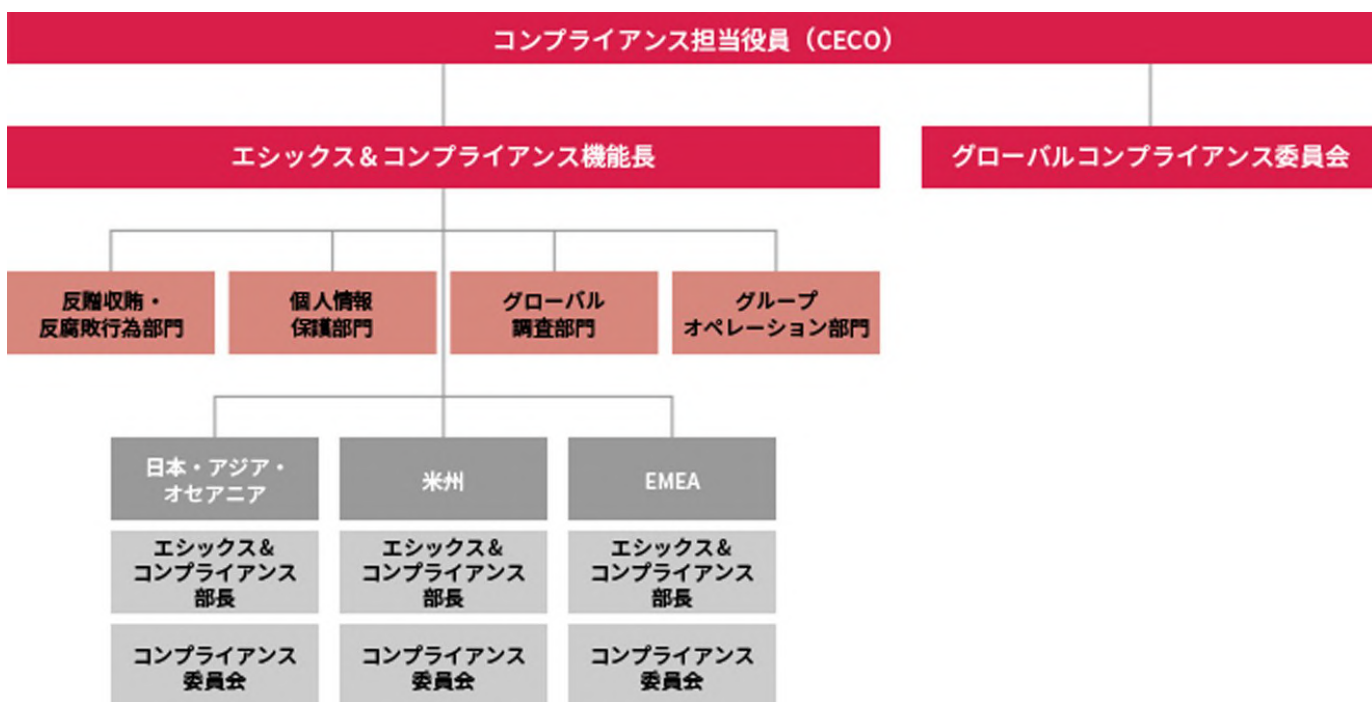 コンプライアンス担当役員（CECO）
エシックス＆コンプライアンス機能長
グローバルコンプライアンス委員会
反贈収賄・
反腐敗行為部門
個人情報
保護部門
グローバル
調査部門
グループ
オペレーション部門
日本・アジア・
オセアニア
米州
EMEA
エシックス＆
コンプライアンス
部長
エシックス＆
コンプライアンス
部長
エシックス＆
コンプライアンス
部長
コンプライアンス
委員会
コンプライアンス
委員会
コンプライアンス
委員会